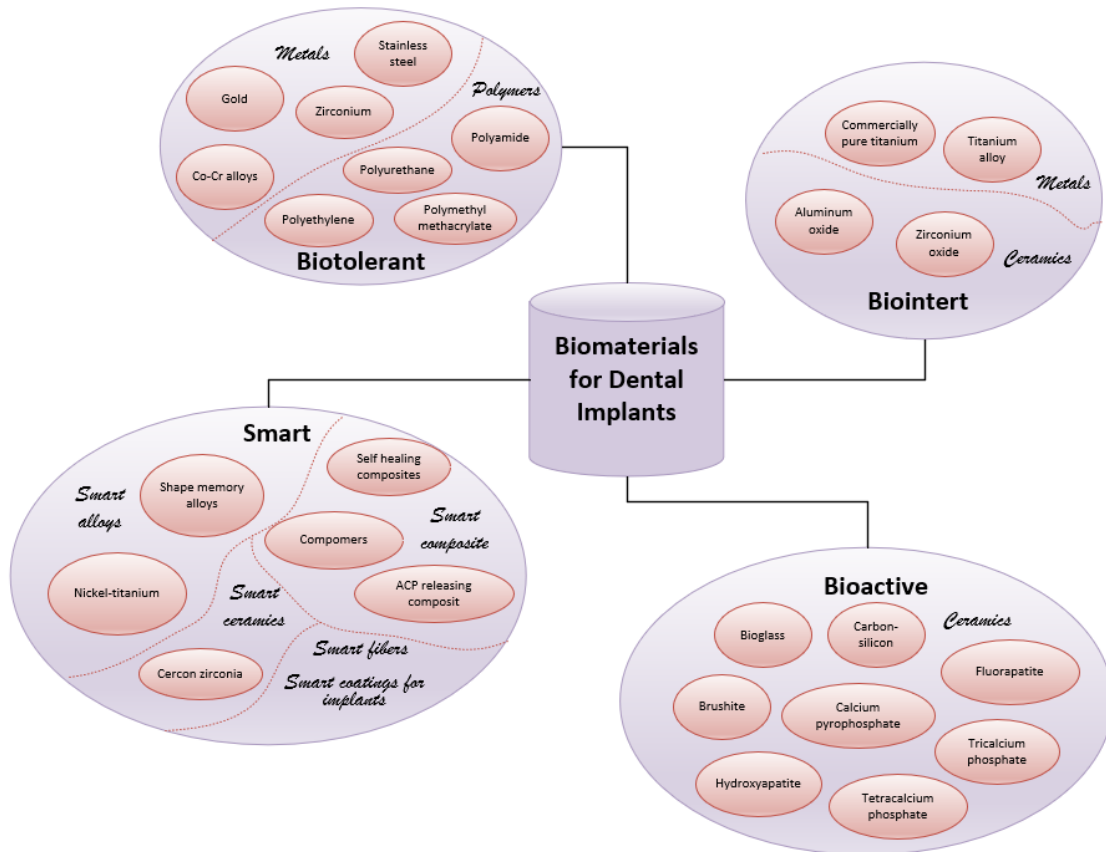 Metals
Stainless
steel
Gold
Zirconium
Polymers
Polyamide
Co-Cr alloys
Polyurethane
Polyethylene
Polymethyl
methacrylate
Biotolerant
Commercially
pure titanium
Titanium
alloy
Metals
Aluminum
oxide
Zirconium
oxide
Ceramics
Biointert
Biomaterials
for Dental
Implants
Smart
Self healing
composites
Shape memory
alloys
Smart
alloys
Smart
composite
Compomers
Nickel-titanium
ACP releasing
composit
Smart
ceramics
Smart fibers
Cercon zirconia
Smart coatings for
implants
Bioactive
Ceramics
Bioglass
Carbon-
silicon
Fluorapatite
Brushite
Calcium
pyrophosphate
Tricalcium
phosphate
Hydroxyapatite
Tetracalcium
phosphate